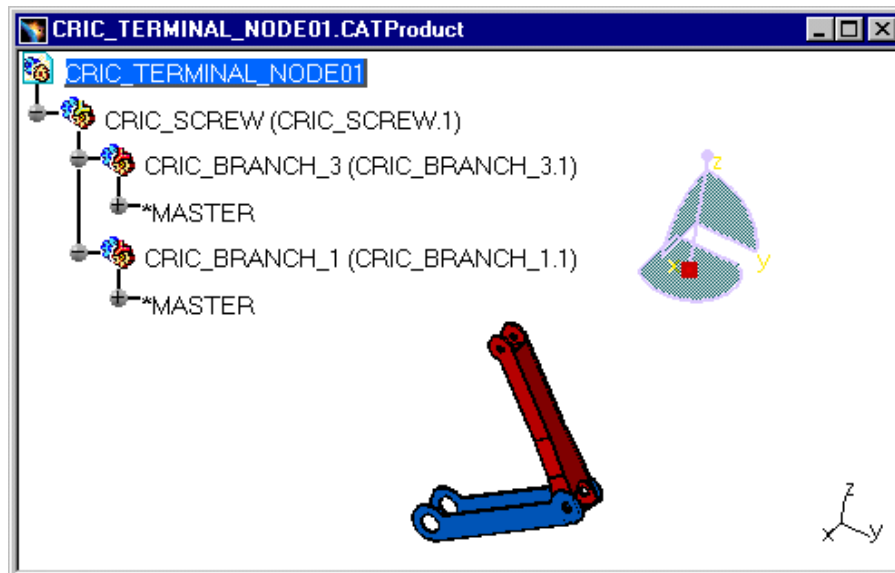 CRIC_TERMINAL_NODE01.CATProduct
CRIC_TERMINAL_NODE01
CRIC_SCREW (CRIC_SCREW.1)
CRIC_BRANCH_3 (CRIC_BRANCH_3.1)
*MASTER
CRIC_BRANCH_1 (CRIC_BRANCH_1.1)
*MASTER
z
x
y
z
x
y